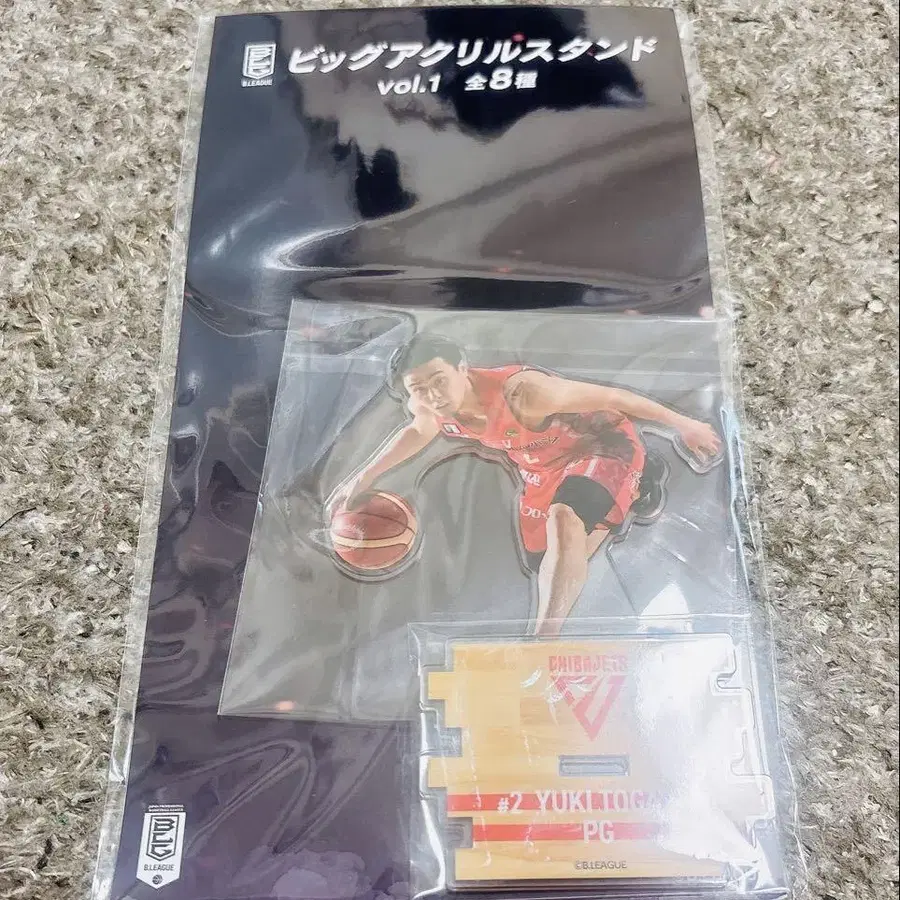 B.LEAGUE
ビッグアクリルスタンド
vol.1 全8種
CHIBAJETS
#2 YUKI TOGA
PG
©B.LEAGUE
B.LEAGUE